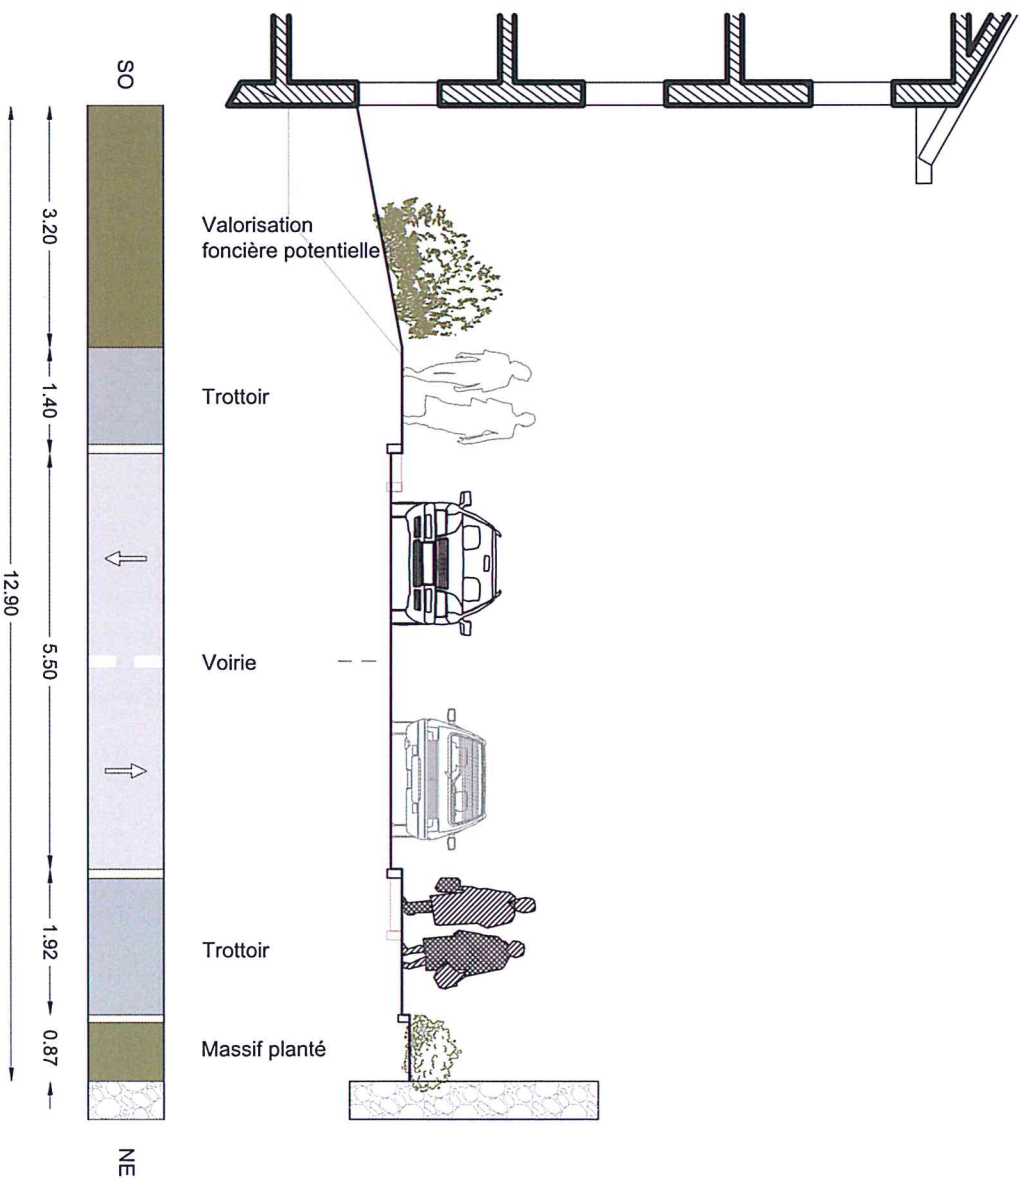 SO
3.20
Valorisation
foncière potentielle
1.40
Trottoir
12.90
5.50
Voirie
1.92
Trottoir
0.87
Massif planté
NE